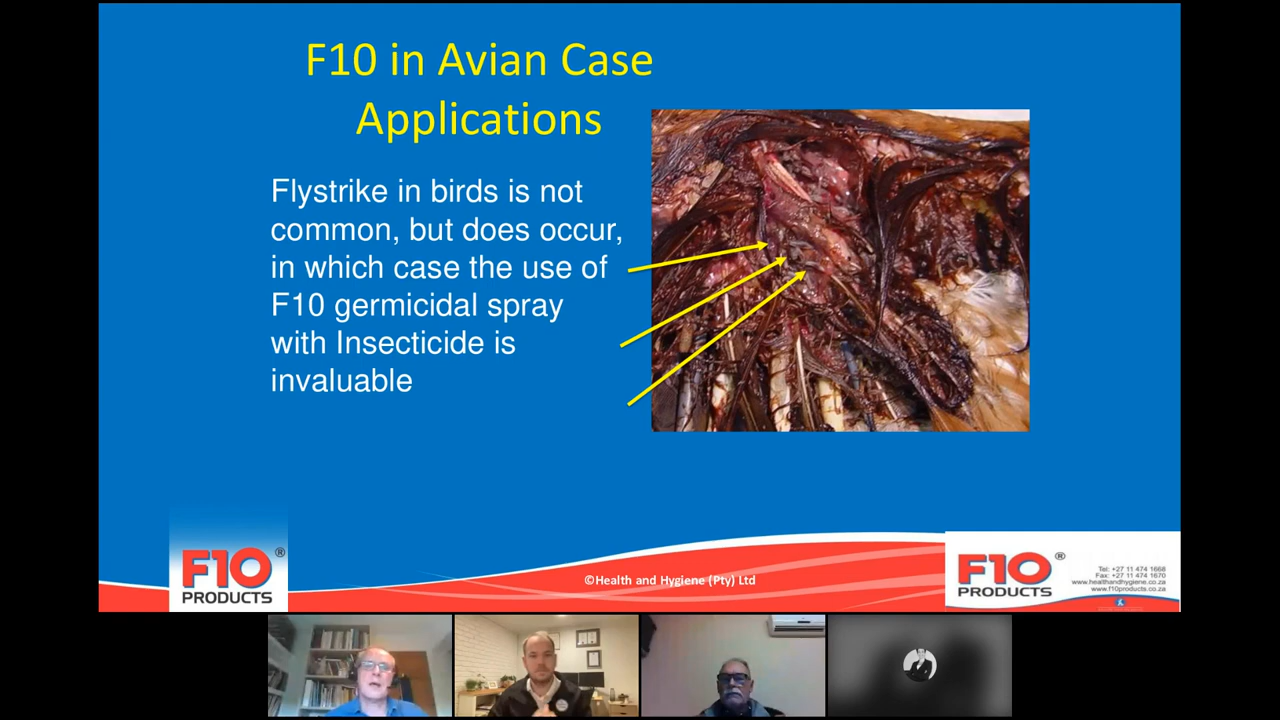 F10 in Avian Case
Applications
Flystrike in birds is not
common, but does occur,
in which case the use of
F10 germicidal spray
with Insecticide is
invaluable
F10®
PRODUCTS
©Health and Hygiene (Pty) Ltd
F10®
PRODUCTS
Tel: +27 11 474 1668
Fax: +27 11 474 1670
www.healthandhygiene.co.za
www.f10products.co.za